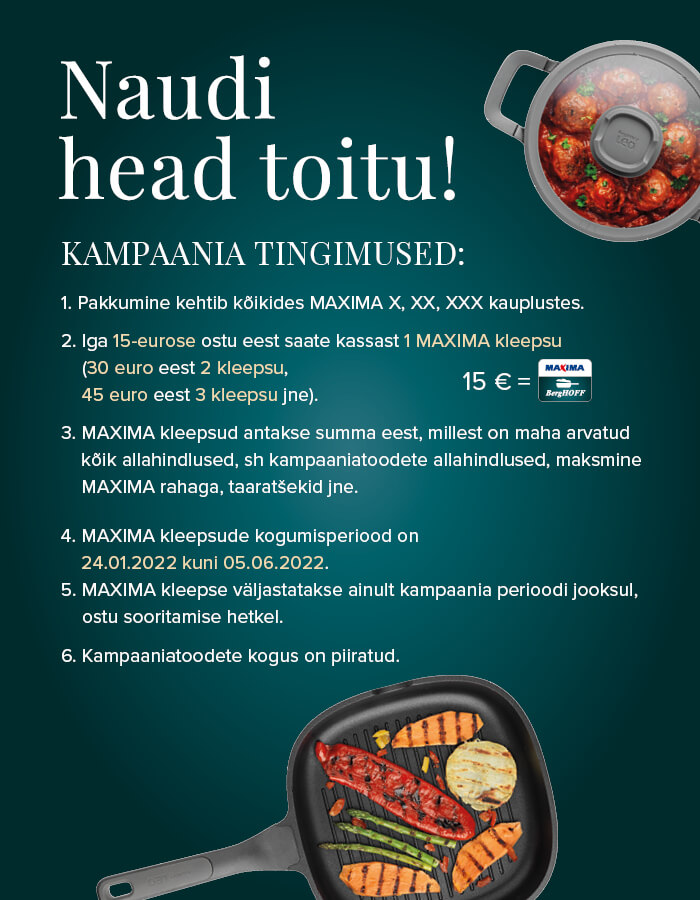 Naudi
head toitu!
KAMPAANIA TINGIMUSED:
1. Pakkumine kehtib kõikides MAXIMA X, XX, XXX kauplustes.
2. Iga 15-eurose ostu eest saate kassast 1 MAXIMA kleepsu
(30 euro eest 2 kleepsu,
45 euro eest 3 kleepsu jne).
15 € =
MAXIMA
BergHOFF
3. MAXIMA kleepsud antakse summa eest, millest on maha arvatud
kõik allahindlused, sh kampaaniatoodete allahindlused, maksmine
MAXIMA rahaga, taaratšekid jne.
4. MAXIMA kleepsude kogumisperiood on
24.01.2022 kuni 05.06.2022.
5. MAXIMA kleepse väljastatakse ainult kampaania perioodi jooksul,
ostu sooritamise hetkel.
6. Kampaaniatoodete kogus on piiratud.